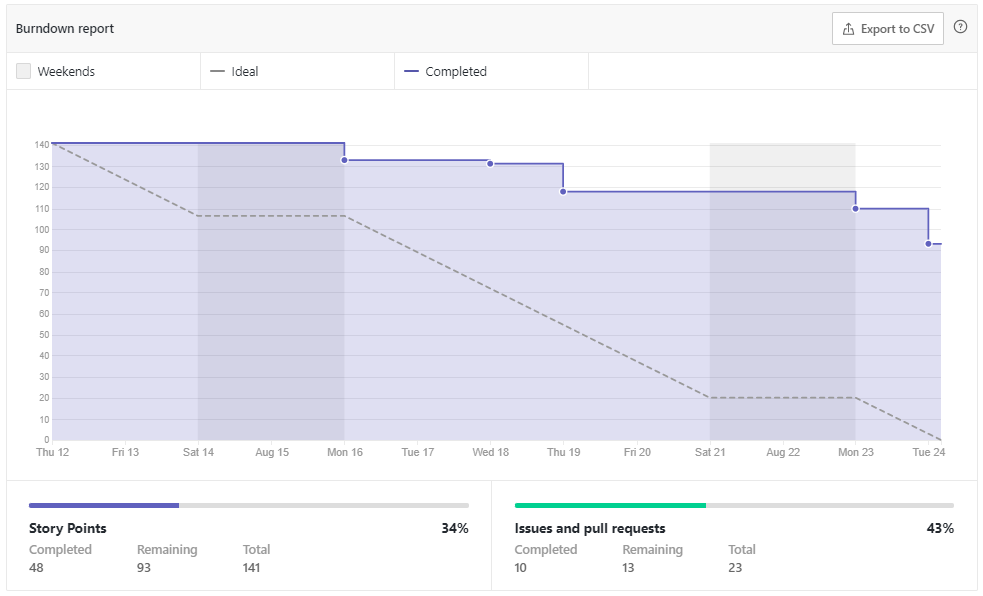 Burndown report
Export to CSV
?
Weekends
Ideal
Completed
140
130
120
110
100
90
80
70
60
50
40
30
20
10
0
Thu 12 Fri 13 Sat 14 Aug 15 Mon 16 Tue 17 Wed 18 Thu 19 Fri 20 Sat 21 Aug 22 Mon 23 Tue 24
Story Points 34%
Completed Remaining Total
48 93 141
Issues and pull requests 43%
Completed Remaining Total
10 13 23